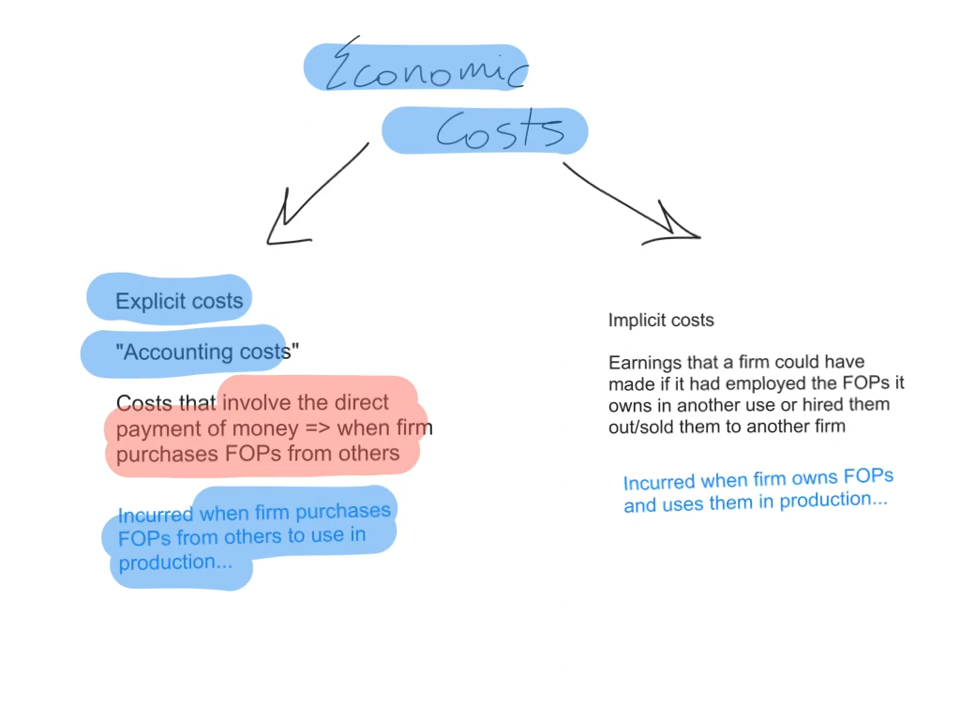 Economic
Costs
Explicit costs
"Accounting costs"
Costs that involve the direct
payment of money => when firm
purchases FOPs from others
Incurred when firm purchases
FOPs from others to use in
production...
Implicit costs
Earnings that a firm could have
made if it had employed the FOPs it
owns in another use or hired them
out/sold them to another firm
Incurred when firm owns FOPs
and uses them in production...